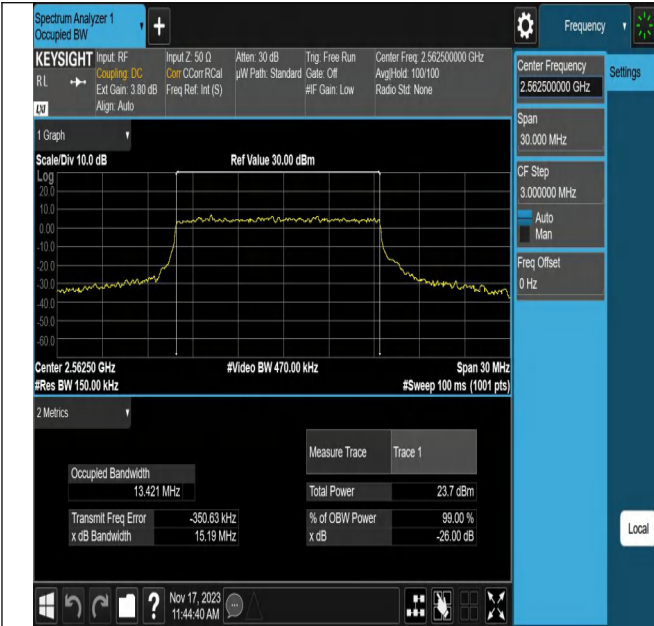 Spectrum Analyzer 1
Occupied BW
+
Frequency
KEYSIGHT
RL
Input: RF
Coupling: DC
Ext Gain: 3.80 dB
Align: Auto
Input Z: 50 Ω
Corr CCorr RCal
Freq Ref: Int (S)
Atten: 30 dB
µW Path: Standard
Trig: Free Run
Gate: Off
#IF Gain: Low
Center Freq: 2.562500000 GHz
Avg|Hold: 100/100
Radio Std: None
Center Frequency
2.562500000 GHz
Settings
Span
30.000 MHz
CF Step
3.000000 MHz
Auto
Man
Freq Offset
0 Hz
1 Graph
Scale/Div 10.0 dB
Ref Value 30.00 dBm
Log
20.0
10.0
0.00
-10.0
-20.0
-30.0
-40.0
-50.0
-60.0
Center 2.56250 GHz
#Video BW 470.00 kHz
Span 30 MHz
#Res BW 150.00 kHz
#Sweep 100 ms (1001 pts)
2 Metrics
Measure Trace
Trace 1
Occupied Bandwidth
13.421 MHz
Total Power
23.7 dBm
Transmit Freq Error
-350.63 kHz
% of OBW Power
99.00 %
x dB Bandwidth
15.19 MHz
x dB
-26.00 dB
Local
?
Nov 17, 2023
11:44:40 AM